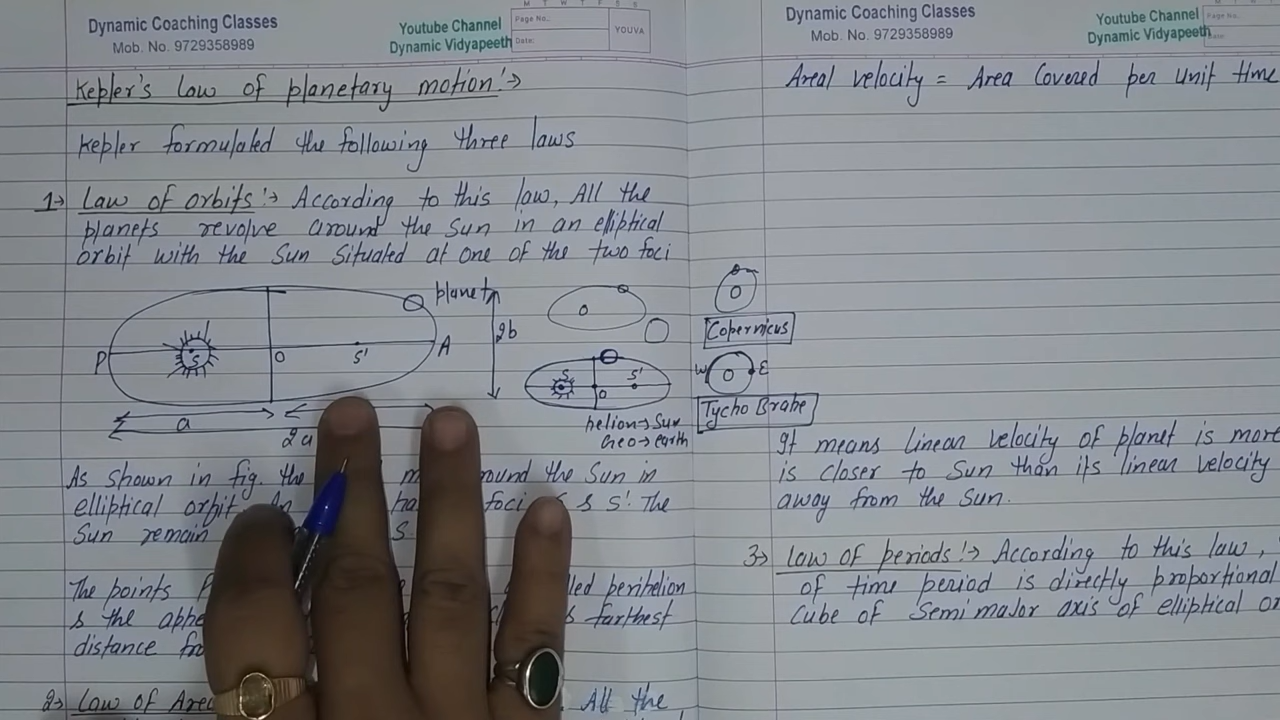 M T W T F S S
Dynamic Coaching Classes
Mob. No. 9729358989
Youtube Channel
Dynamic Vidyapeeth
Page No.:
Date:
YOUVA
Kepler's Law of planetary motion:→
Kepler formulated the following three laws
1→ Law of orbits:→ According to this law, All the
planets revolve around the Sun in an elliptical
orbit with the Sun Situated at one of the two foci
planet
P
S
O
S'
A
2b
a
2a
S
O
S'
helion→Sun
Geo→earth
As shown in fig. the around the Sun in
elliptical orbit. An foci S & S'. The
Sun remain S.
The points P called perihelion
& the farthest
distance
2→ Law of All the
Dynamic Coaching Classes
Mob. No. 9729358989
Youtube Channel
Dynamic Vidyapeeth
Page No.:
Date:
Areal velocity = Area Covered per Unit time
Copernicus
W
E
Tycho Brahe
It means linear velocity of planet is more
is closer to Sun than its linear velocity
away from the Sun.
3→ Law of periods:→ According to this law,
of time period is directly proportional
Cube of Semi major axis of elliptical